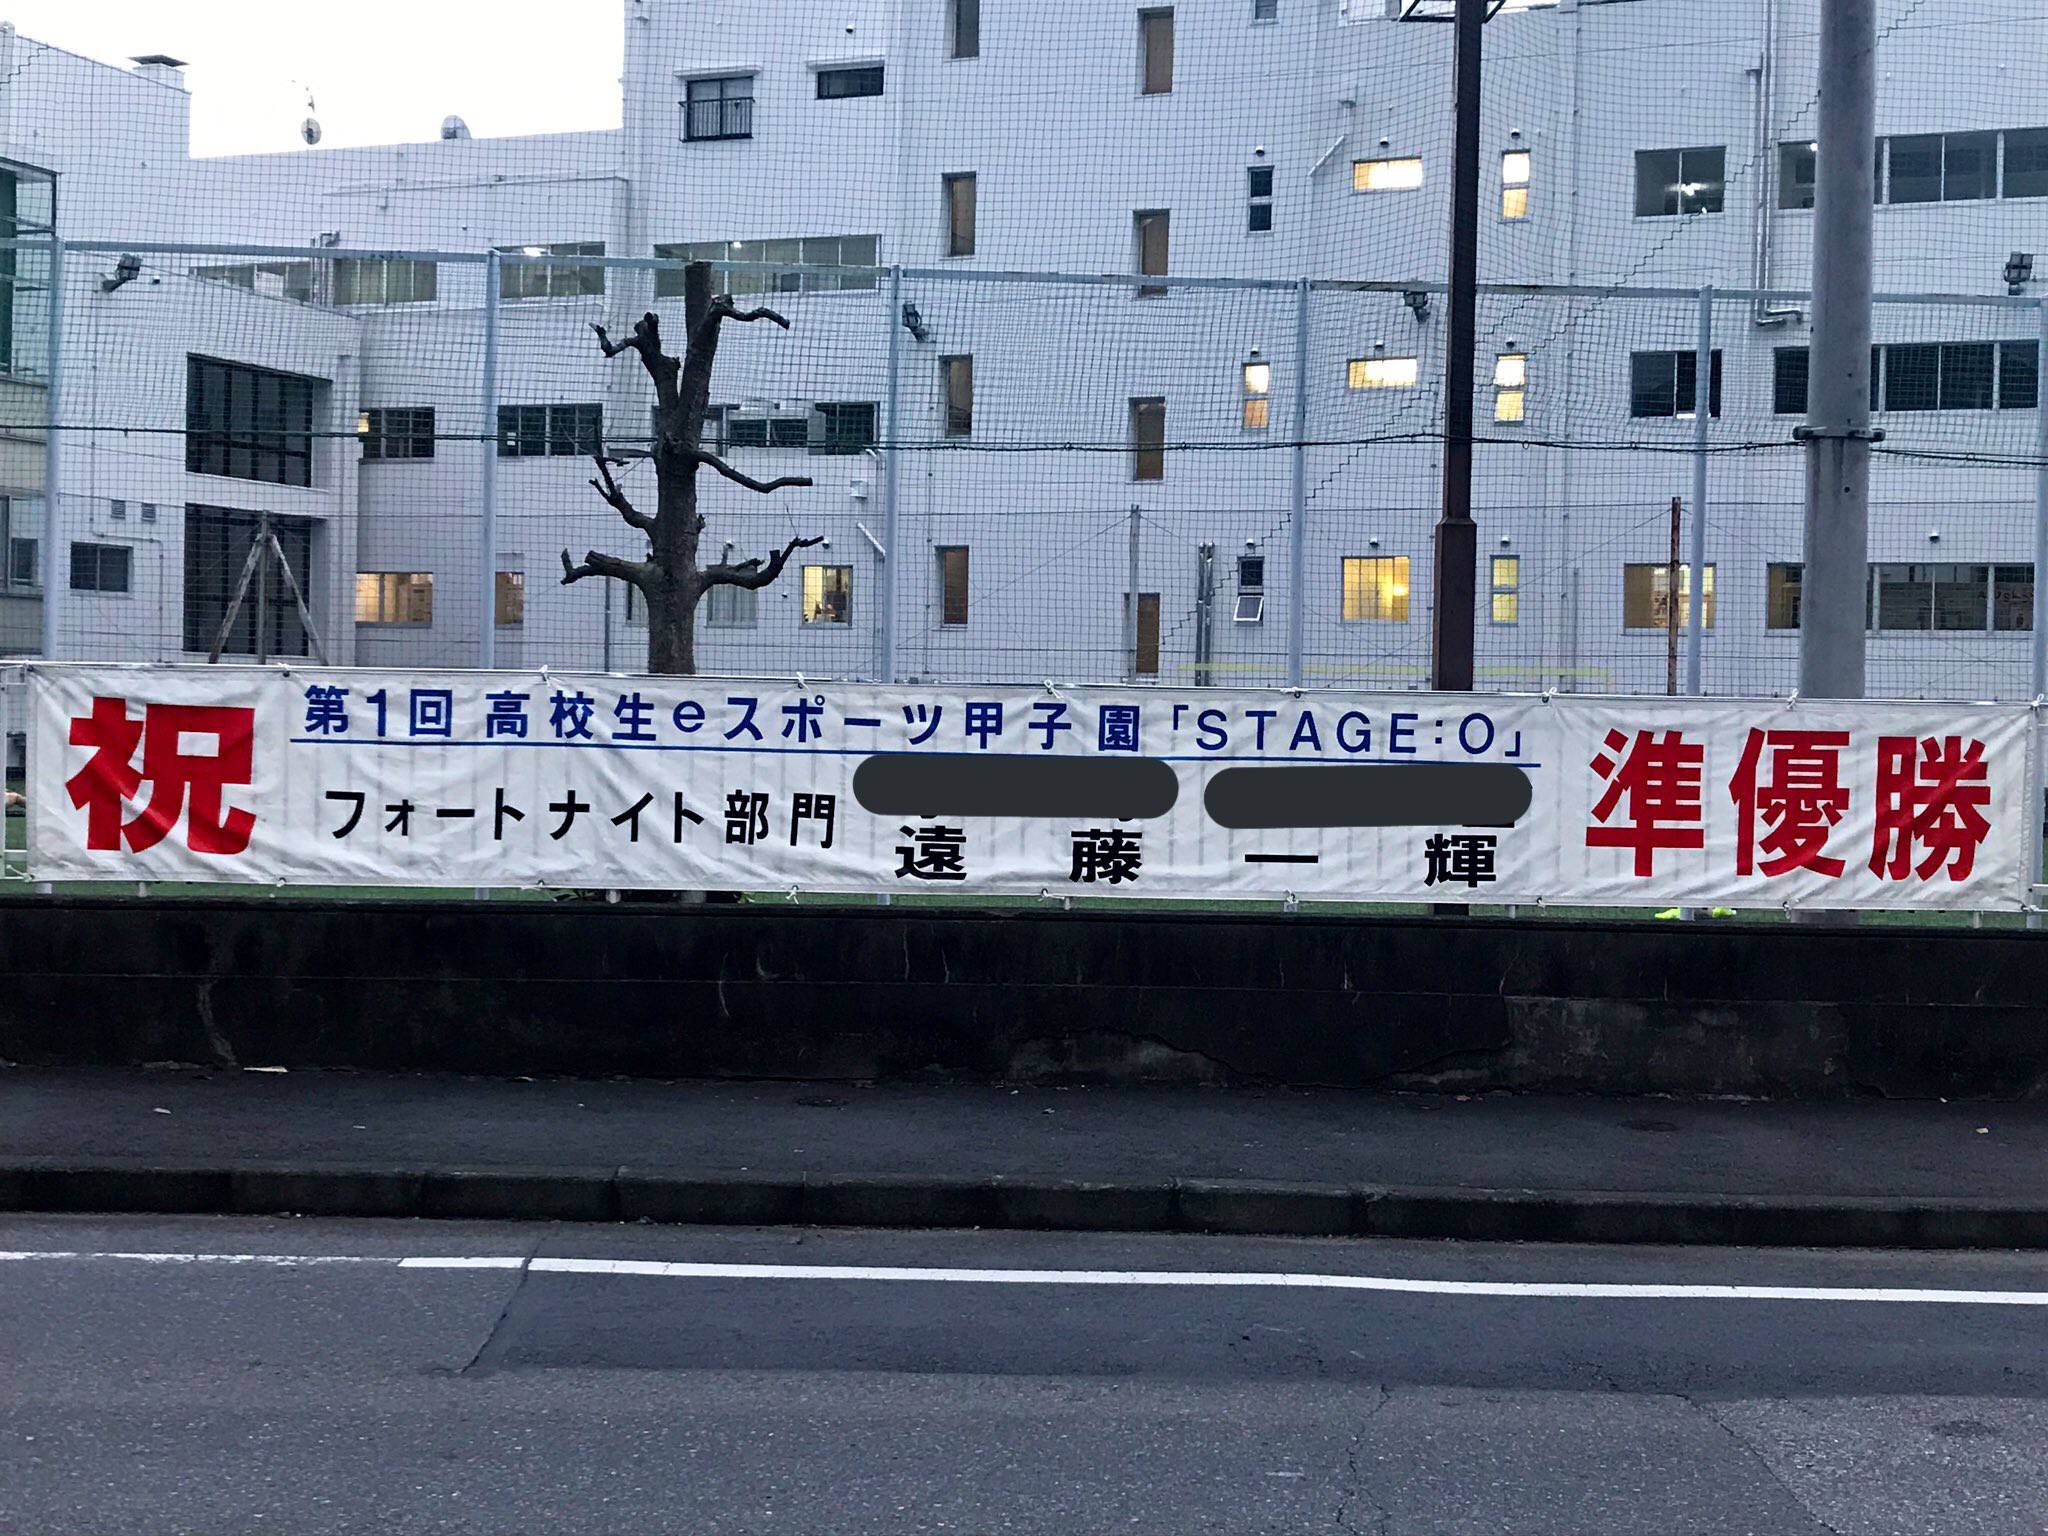 祝
第1回 高校生eスポーツ甲子園「STAGE:0」
フォートナイト部門
遠藤一輝
準優勝